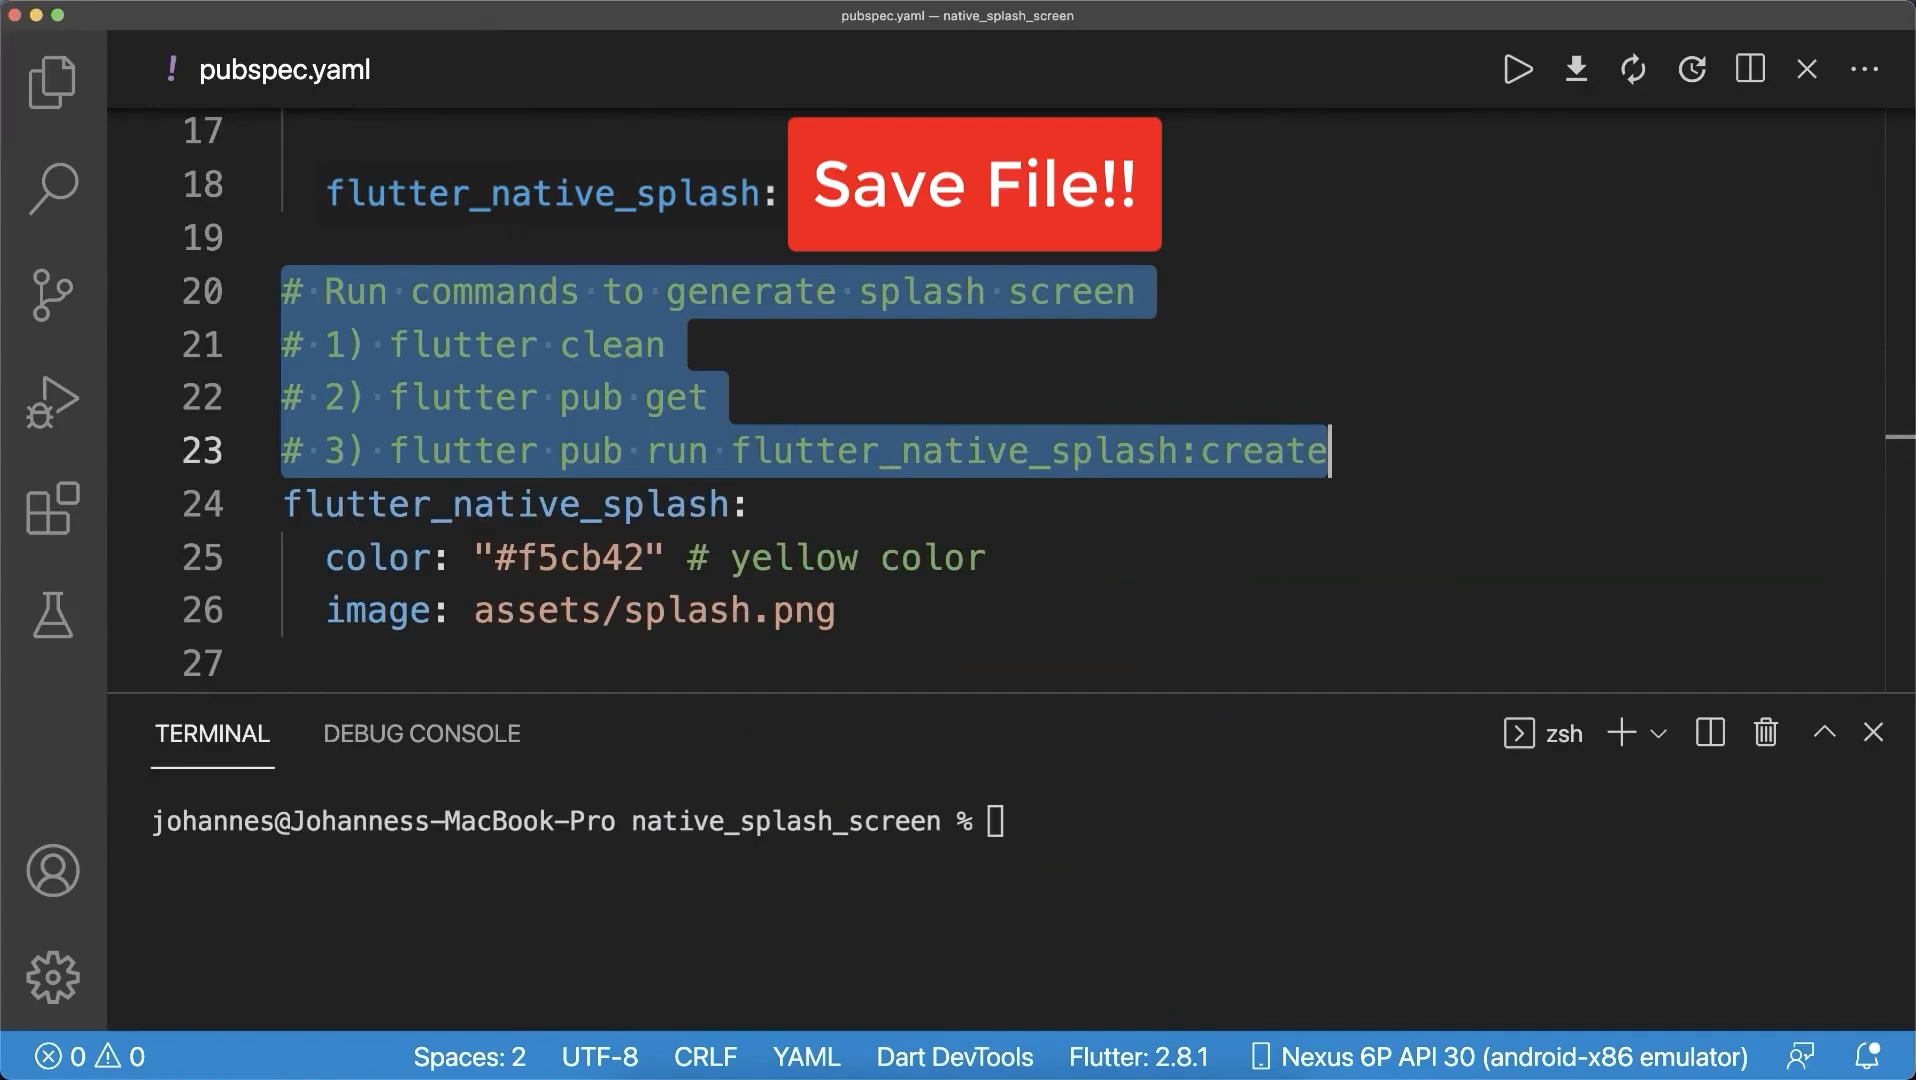 pubspec.yaml — native_splash_screen
! pubspec.yaml
17
18 flutter_native_splash:
Save File!!
19
20 # Run commands to generate splash screen
21 # 1) flutter clean
22 # 2) flutter pub get
23 # 3) flutter pub run flutter_native_splash:create
24 flutter_native_splash:
25 color: "#f5cb42" # yellow color
26 image: assets/splash.png
27
TERMINAL DEBUG CONSOLE zsh
johannes@Johanness-MacBook-Pro native_splash_screen %
0 0 Spaces: 2 UTF-8 CRLF YAML Dart DevTools Flutter: 2.8.1 Nexus 6P API 30 (android-x86 emulator)